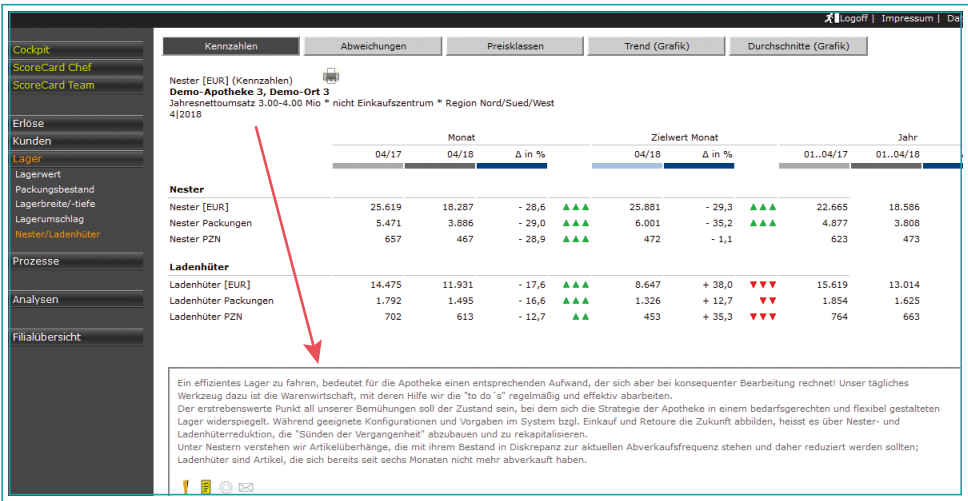 Logoff | Impressum | Dat
Kennzahlen Abweichungen Preisklassen Trend (Grafik) Durchschnitte (Grafik)
Cockpit
ScoreCard Chef
ScoreCard Team
Erlöse
Kunden
Lager
Lagerwert
Packungsbestand
Lagerbreite/-tiefe
Lagerumschlag
Nester/Ladenhüter
Prozesse
Analysen
Filialübersicht
Nester [EUR] (Kennzahlen)
Demo-Apotheke 3, Demo-Ort 3
Jahresnettoumsatz 3.00-4.00 Mio * nicht Einkaufszentrum * Region Nord/Sued/West
4|2018
Monat Zielwert Monat Jahr
04/17 04/18 Δ in % 04/18 Δ in % 01..04/17 01..04/18
Nester
Nester [EUR] 25.619 18.287 - 28,6 ▲▲▲ 25.881 - 29,3 ▲▲▲ 22.665 18.586
Nester Packungen 5.471 3.886 - 29,0 ▲▲▲ 6.001 - 35,2 ▲▲▲ 4.877 3.808
Nester PZN 657 467 - 28,9 ▲▲▲ 472 - 1,1 623 473
Ladenhüter
Ladenhüter [EUR] 14.475 11.931 - 17,6 ▲▲▲ 8.647 + 38,0 ▼▼▼ 15.619 13.014
Ladenhüter Packungen 1.792 1.495 - 16,6 ▲▲▲ 1.326 + 12,7 ▼▼ 1.854 1.625
Ladenhüter PZN 702 613 - 12,7 ▲▲ 453 + 35,3 ▼▼▼ 764 663
Ein effizientes Lager zu fahren, bedeutet für die Apotheke einen entsprechenden Aufwand, der sich aber bei konsequenter Bearbeitung rechnet! Unser tägliches
Werkzeug dazu ist die Warenwirtschaft, mit deren Hilfe wir die "to do´s" regelmäßig und effektiv abarbeiten.
Der erstrebenswerte Punkt all unserer Bemühungen soll der Zustand sein, bei dem sich die Strategie der Apotheke in einem bedarfsgerechten und flexibel gestalteten
Lager widerspiegelt. Während geeignete Konfigurationen und Vorgaben im System bzgl. Einkauf und Retoure die Zukunft abbilden, heisst es über Nester- und
Ladenhüterreduktion, die "Sünden der Vergangenheit" abzubauen und zu rekapitalisieren.
Unter Nestern verstehen wir Artikelüberhänge, die mit ihrem Bestand in Diskrepanz zur aktuellen Abverkaufsfrequenz stehen und daher reduziert werden sollten;
Ladenhüter sind Artikel, die sich bereits seit sechs Monaten nicht mehr abverkauft haben.